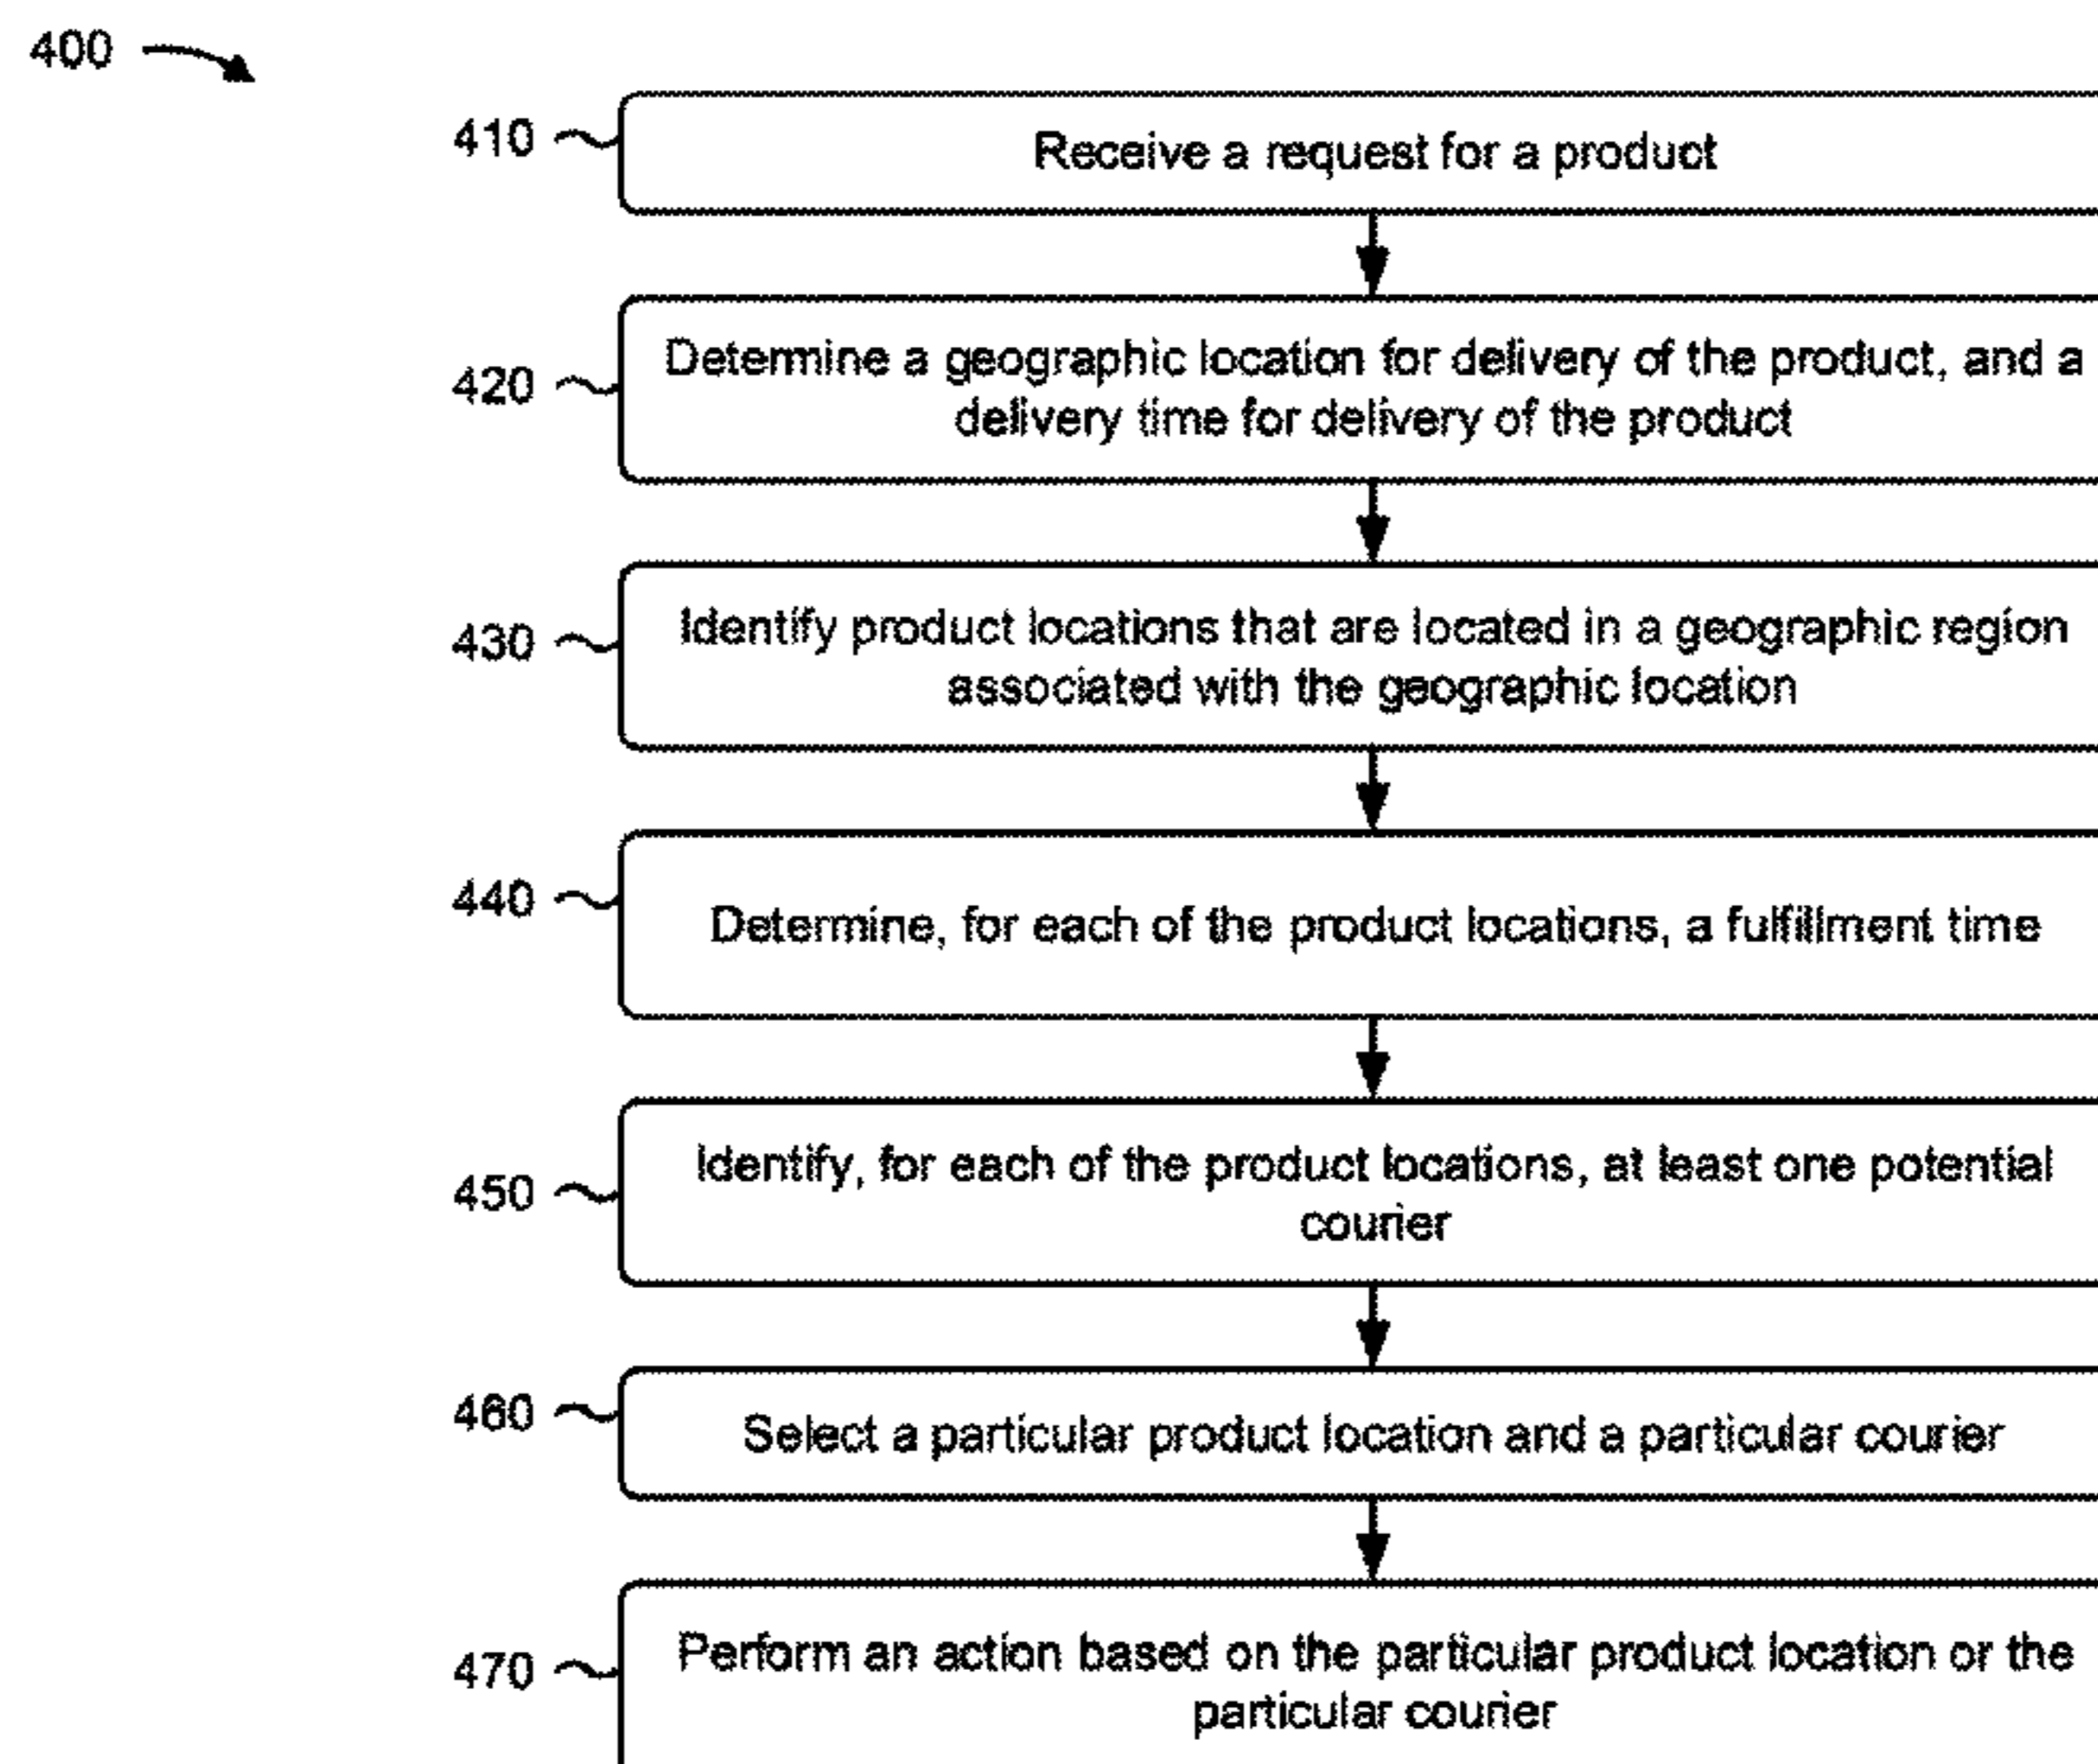 400
410
Receive a request for a product
420
Determine a geographic location for delivery of the product, and a
delivery time for delivery of the product
430
Identify product locations that are located in a geographic region
associated with the geographic location
440
Determine, for each of the product locations, a fulfillment time
450
Identify, for each of the product locations, at least one potential
courier
460
Select a particular product location and a particular courier
470
Perform an action based on the particular product location or the
particular courier